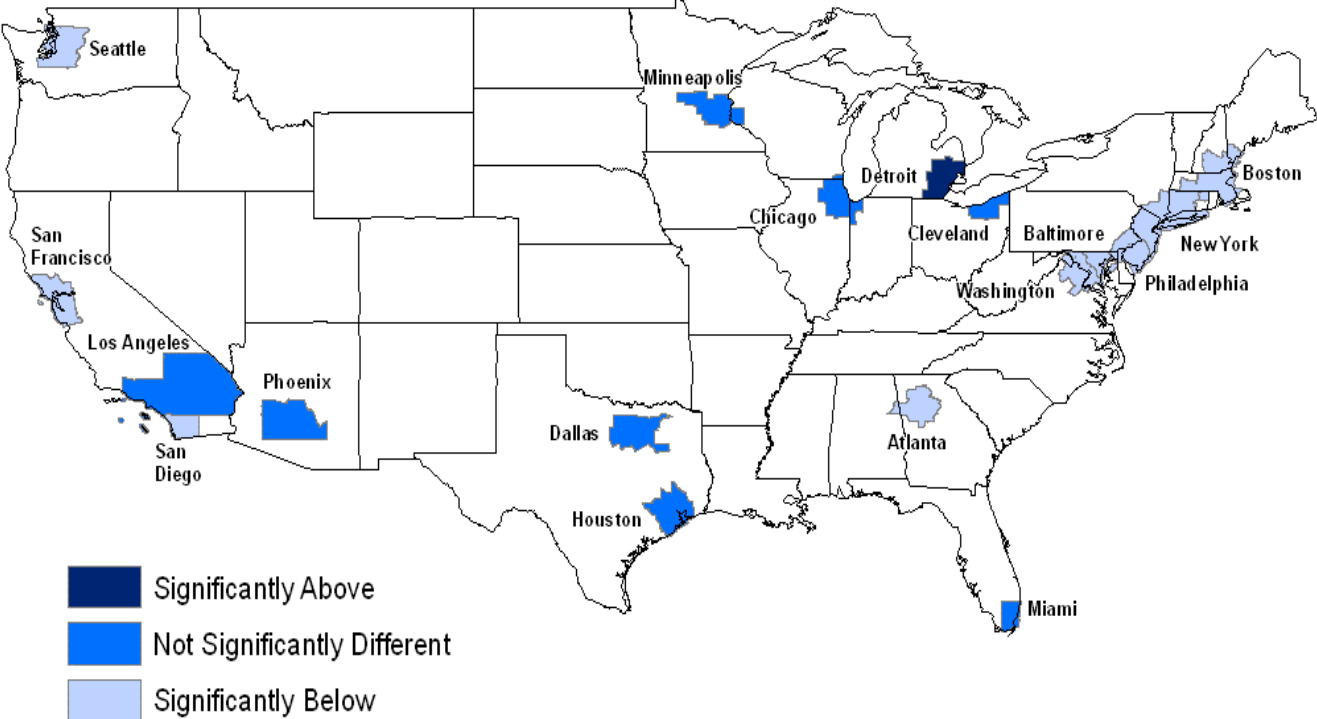 Seattle
Minneapolis
Detroit
Boston
Chicago
Cleveland
Baltimore
New York
San
Francisco
Washington
Philadelphia
Los Angeles
Phoenix
Dallas
Atlanta
San
Diego
Houston
Miami
Significantly Above
Not Significantly Different
Significantly Below